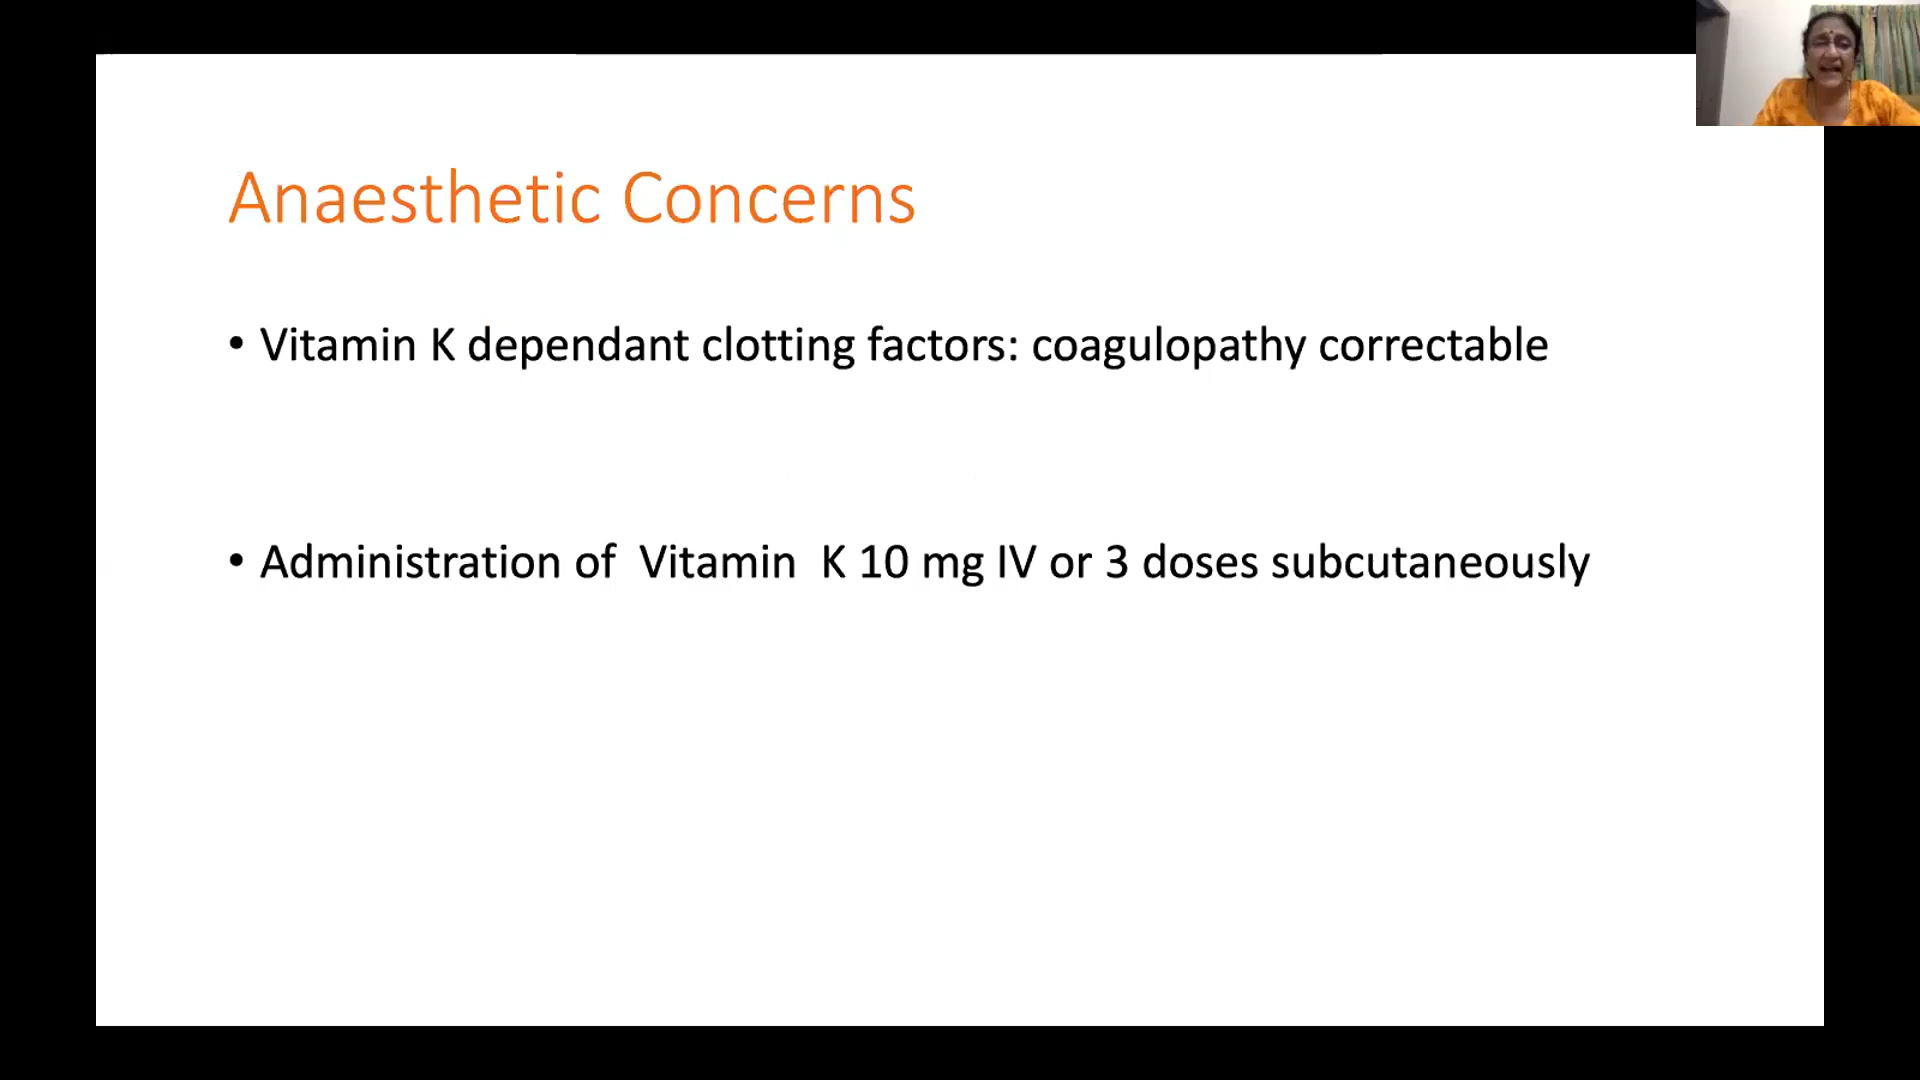 Anaesthetic Concerns
• Vitamin K dependant clotting factors: coagulopathy correctable
• Administration of  Vitamin  K 10 mg IV or 3 doses subcutaneously